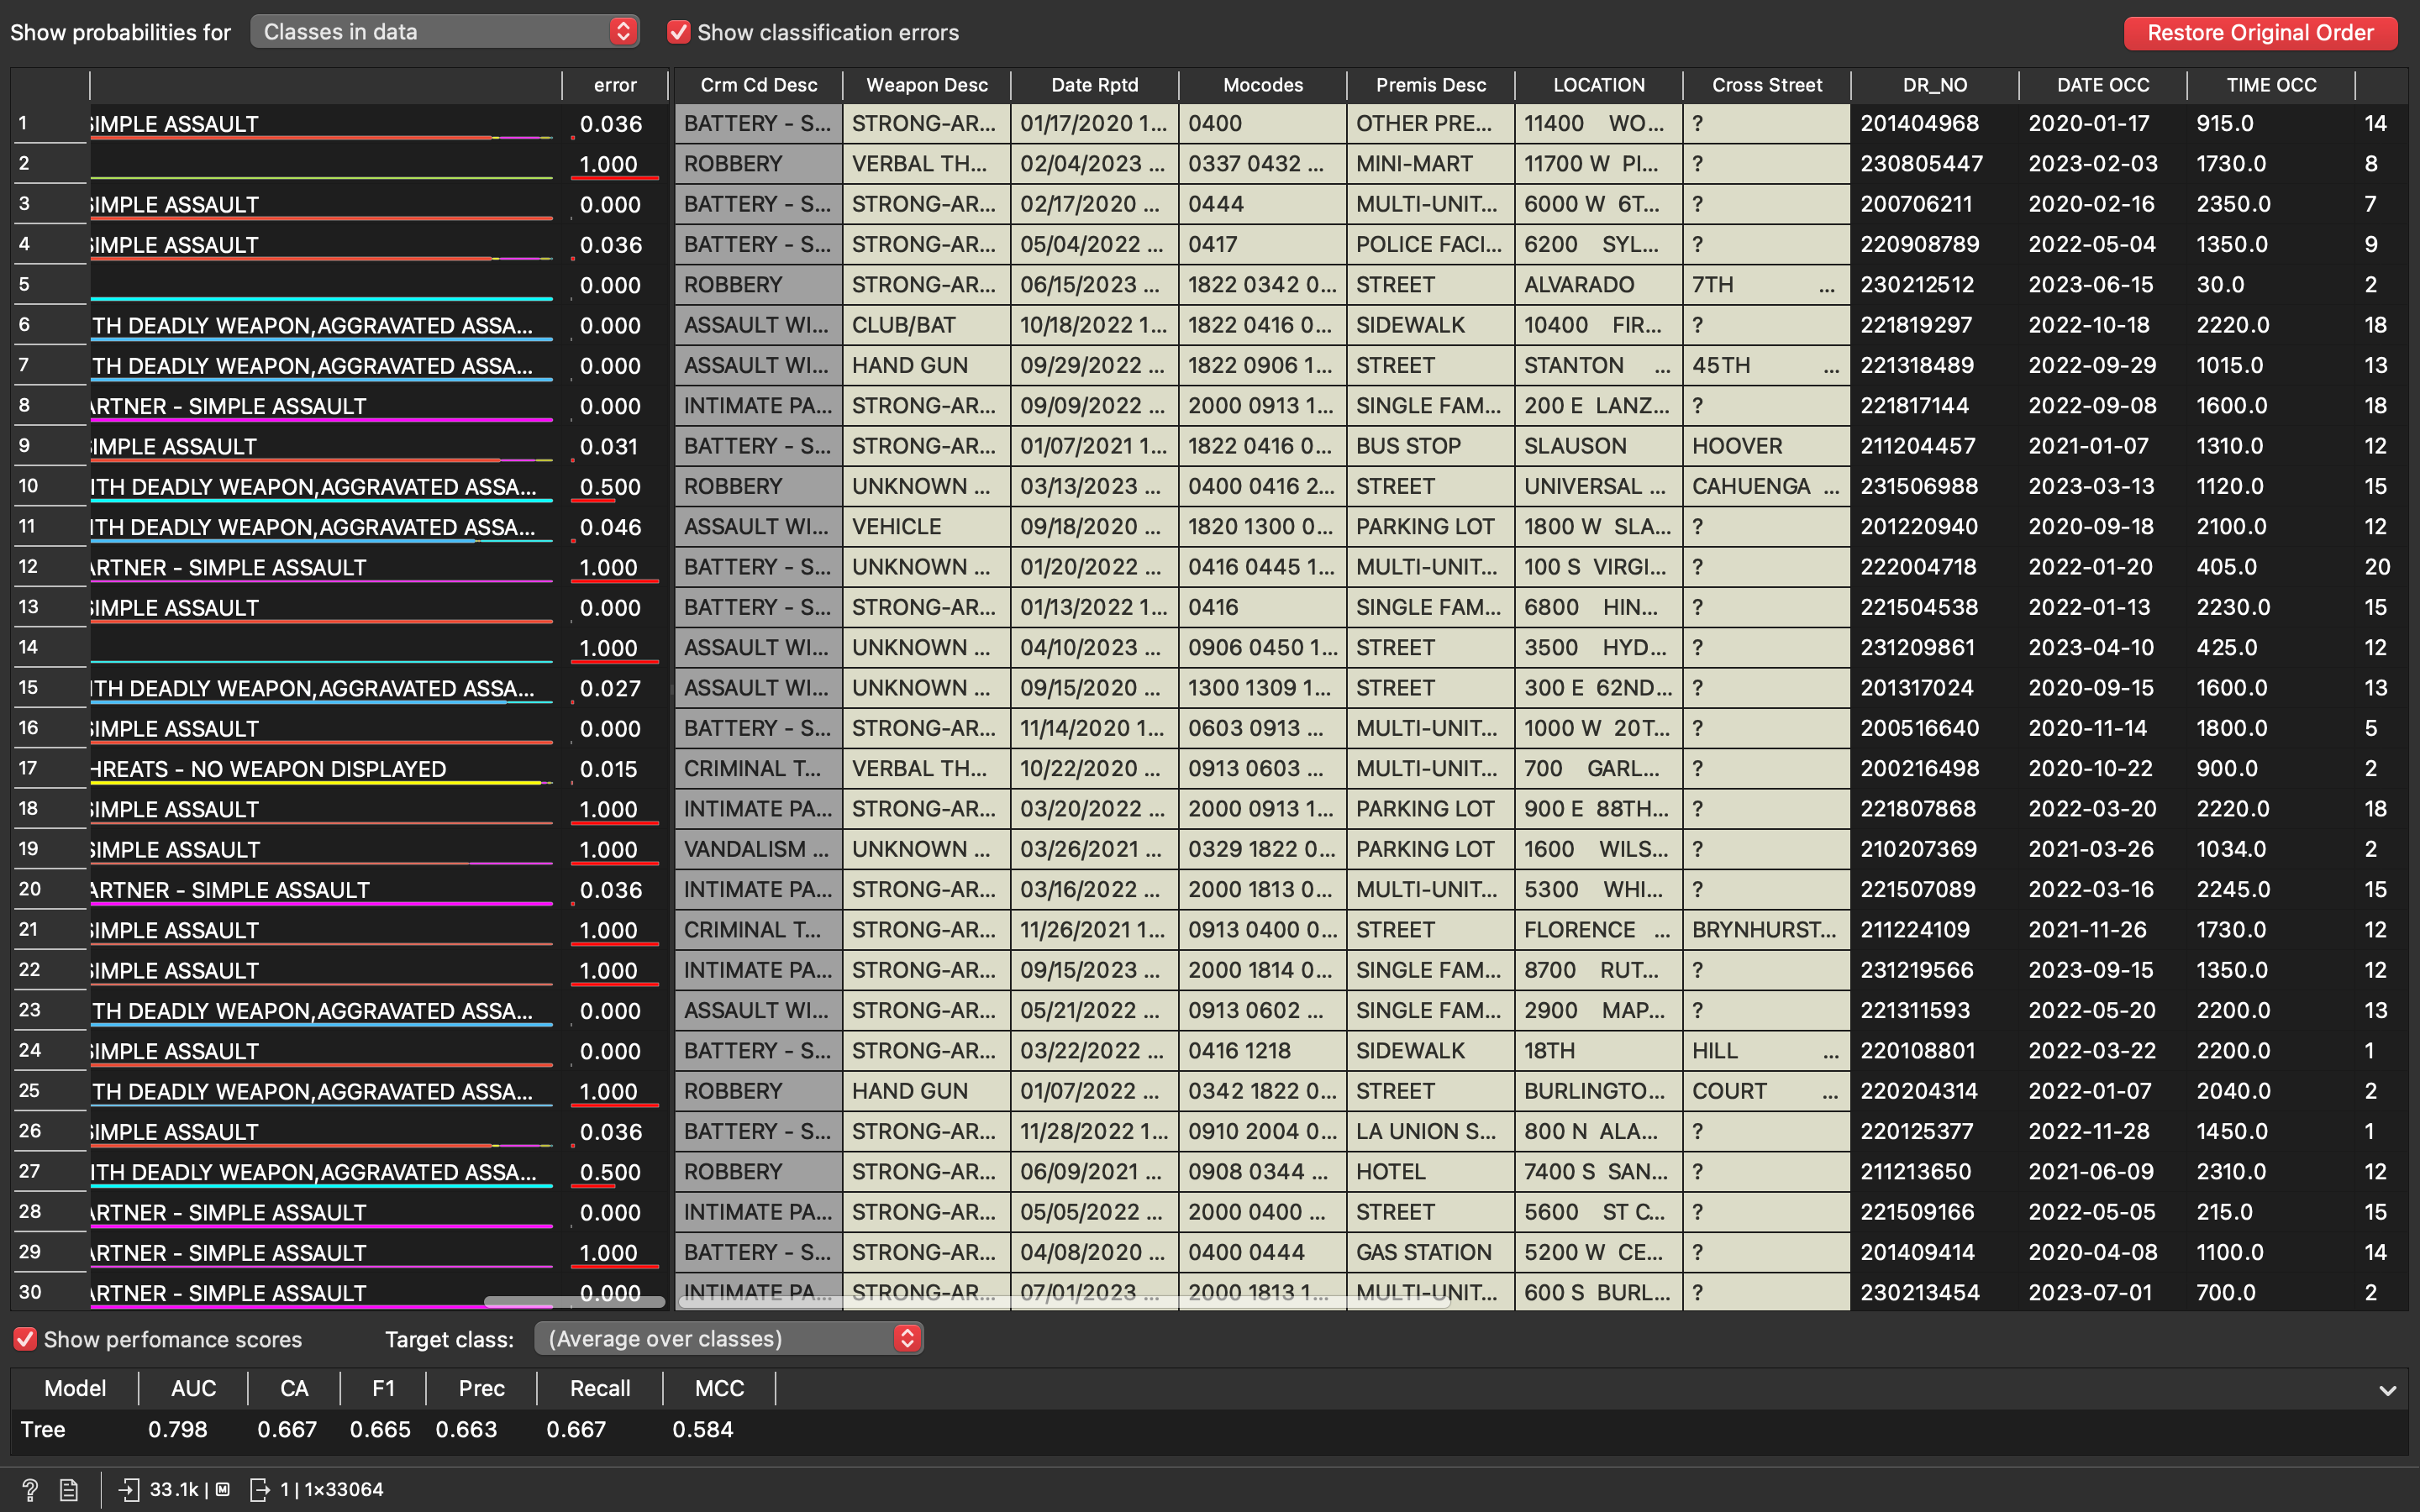 Show probabilities for Classes in data Show classification errors Restore Original Order
error Crm Cd Desc Weapon Desc Date Rptd Mocodes Premis Desc LOCATION Cross Street DR_NO DATE OCC TIME OCC
1 SIMPLE ASSAULT 0.036 BATTERY - S... STRONG-AR... 01/17/2020 1... 0400 OTHER PRE... 11400 WO... ? 201404968 2020-01-17 915.0 14
2 1.000 ROBBERY VERBAL TH... 02/04/2023 ... 0337 0432 ... MINI-MART 11700 W PI... ? 230805447 2023-02-03 1730.0 8
3 SIMPLE ASSAULT 0.000 BATTERY - S... STRONG-AR... 02/17/2020 ... 0444 MULTI-UNIT... 6000 W 6T... ? 200706211 2020-02-16 2350.0 7
4 SIMPLE ASSAULT 0.036 BATTERY - S... STRONG-AR... 05/04/2022 ... 0417 POLICE FACI... 6200 SYL... ? 220908789 2022-05-04 1350.0 9
5 0.000 ROBBERY STRONG-AR... 06/15/2023 ... 1822 0342 0... STREET ALVARADO 7TH ... 230212512 2023-06-15 30.0 2
6 TH DEADLY WEAPON,AGGRAVATED ASSA... 0.000 ASSAULT WI... CLUB/BAT 10/18/2022 1... 1822 0416 0... SIDEWALK 10400 FIR... ? 221819297 2022-10-18 2220.0 18
7 TH DEADLY WEAPON,AGGRAVATED ASSA... 0.000 ASSAULT WI... HAND GUN 09/29/2022 ... 1822 0906 1... STREET STANTON ... 45TH ... 221318489 2022-09-29 1015.0 13
8 ARTNER - SIMPLE ASSAULT 0.000 INTIMATE PA... STRONG-AR... 09/09/2022 ... 2000 0913 1... SINGLE FAM... 200 E LANZ... ? 221817144 2022-09-08 1600.0 18
9 SIMPLE ASSAULT 0.031 BATTERY - S... STRONG-AR... 01/07/2021 1... 1822 0416 0... BUS STOP SLAUSON HOOVER 211204457 2021-01-07 1310.0 12
10 ITH DEADLY WEAPON,AGGRAVATED ASSA... 0.500 ROBBERY UNKNOWN ... 03/13/2023 ... 0400 0416 2... STREET UNIVERSAL ... CAHUENGA ... 231506988 2023-03-13 1120.0 15
11 ITH DEADLY WEAPON,AGGRAVATED ASSA... 0.046 ASSAULT WI... VEHICLE 09/18/2020 ... 1820 1300 0... PARKING LOT 1800 W SLA... ? 201220940 2020-09-18 2100.0 12
12 ARTNER - SIMPLE ASSAULT 1.000 BATTERY - S... UNKNOWN ... 01/20/2022 ... 0416 0445 1... MULTI-UNIT... 100 S VIRGI... ? 222004718 2022-01-20 405.0 20
13 SIMPLE ASSAULT 0.000 BATTERY - S... STRONG-AR... 01/13/2022 1... 0416 SINGLE FAM... 6800 HIN... ? 221504538 2022-01-13 2230.0 15
14 1.000 ASSAULT WI... UNKNOWN ... 04/10/2023 ... 0906 0450 1... STREET 3500 HYD... ? 231209861 2023-04-10 425.0 12
15 ITH DEADLY WEAPON,AGGRAVATED ASSA... 0.027 ASSAULT WI... UNKNOWN ... 09/15/2020 ... 1300 1309 1... STREET 300 E 62ND... ? 201317024 2020-09-15 1600.0 13
16 SIMPLE ASSAULT 0.000 BATTERY - S... STRONG-AR... 11/14/2020 1... 0603 0913 ... MULTI-UNIT... 1000 W 20T... ? 200516640 2020-11-14 1800.0 5
17 HREATS - NO WEAPON DISPLAYED 0.015 CRIMINAL T... VERBAL TH... 10/22/2020 ... 0913 0603 ... MULTI-UNIT... 700 GARL... ? 200216498 2020-10-22 900.0 2
18 SIMPLE ASSAULT 1.000 INTIMATE PA... STRONG-AR... 03/20/2022 ... 2000 0913 1... PARKING LOT 900 E 88TH... ? 221807868 2022-03-20 2220.0 18
19 SIMPLE ASSAULT 1.000 VANDALISM ... UNKNOWN ... 03/26/2021 ... 0329 1822 0... PARKING LOT 1600 WILS... ? 210207369 2021-03-26 1034.0 2
20 ARTNER - SIMPLE ASSAULT 0.036 INTIMATE PA... STRONG-AR... 03/16/2022 ... 2000 1813 0... MULTI-UNIT... 5300 WHI... ? 221507089 2022-03-16 2245.0 15
21 SIMPLE ASSAULT 1.000 CRIMINAL T... STRONG-AR... 11/26/2021 1... 0913 0400 0... STREET FLORENCE ... BRYNHURST... 211224109 2021-11-26 1730.0 12
22 SIMPLE ASSAULT 1.000 INTIMATE PA... STRONG-AR... 09/15/2023 ... 2000 1814 0... SINGLE FAM... 8700 RUT... ? 231219566 2023-09-15 1350.0 12
23 TH DEADLY WEAPON,AGGRAVATED ASSA... 0.000 ASSAULT WI... STRONG-AR... 05/21/2022 ... 0913 0602 ... SINGLE FAM... 2900 MAP... ? 221311593 2022-05-20 2200.0 13
24 SIMPLE ASSAULT 0.000 BATTERY - S... STRONG-AR... 03/22/2022 ... 0416 1218 SIDEWALK 18TH HILL ... 220108801 2022-03-22 2200.0 1
25 TH DEADLY WEAPON,AGGRAVATED ASSA... 1.000 ROBBERY HAND GUN 01/07/2022 ... 0342 1822 0... STREET BURLINGTO... COURT ... 220204314 2022-01-07 2040.0 2
26 SIMPLE ASSAULT 0.036 BATTERY - S... STRONG-AR... 11/28/2022 1... 0910 2004 0... LA UNION S... 800 N ALA... ? 220125377 2022-11-28 1450.0 1
27 ITH DEADLY WEAPON,AGGRAVATED ASSA... 0.500 ROBBERY STRONG-AR... 06/09/2021 ... 0908 0344 ... HOTEL 7400 S SAN... ? 211213650 2021-06-09 2310.0 12
28 ARTNER - SIMPLE ASSAULT 0.000 INTIMATE PA... STRONG-AR... 05/05/2022 ... 2000 0400 ... STREET 5600 ST C... ? 221509166 2022-05-05 215.0 15
29 ARTNER - SIMPLE ASSAULT 1.000 BATTERY - S... STRONG-AR... 04/08/2020 ... 0400 0444 GAS STATION 5200 W CE... ? 201409414 2020-04-08 1100.0 14
30 ARTNER - SIMPLE ASSAULT 0.000 INTIMATE PA... STRONG-AR... 07/01/2023 ... 2000 1813 1... MULTI-UNIT... 600 S BURL... ? 230213454 2023-07-01 700.0 2
Show perfomance scores Target class: (Average over classes)
Model AUC CA F1 Prec Recall MCC
Tree 0.798 0.667 0.665 0.663 0.667 0.584
? 33.1k | M 1 | 1×33064